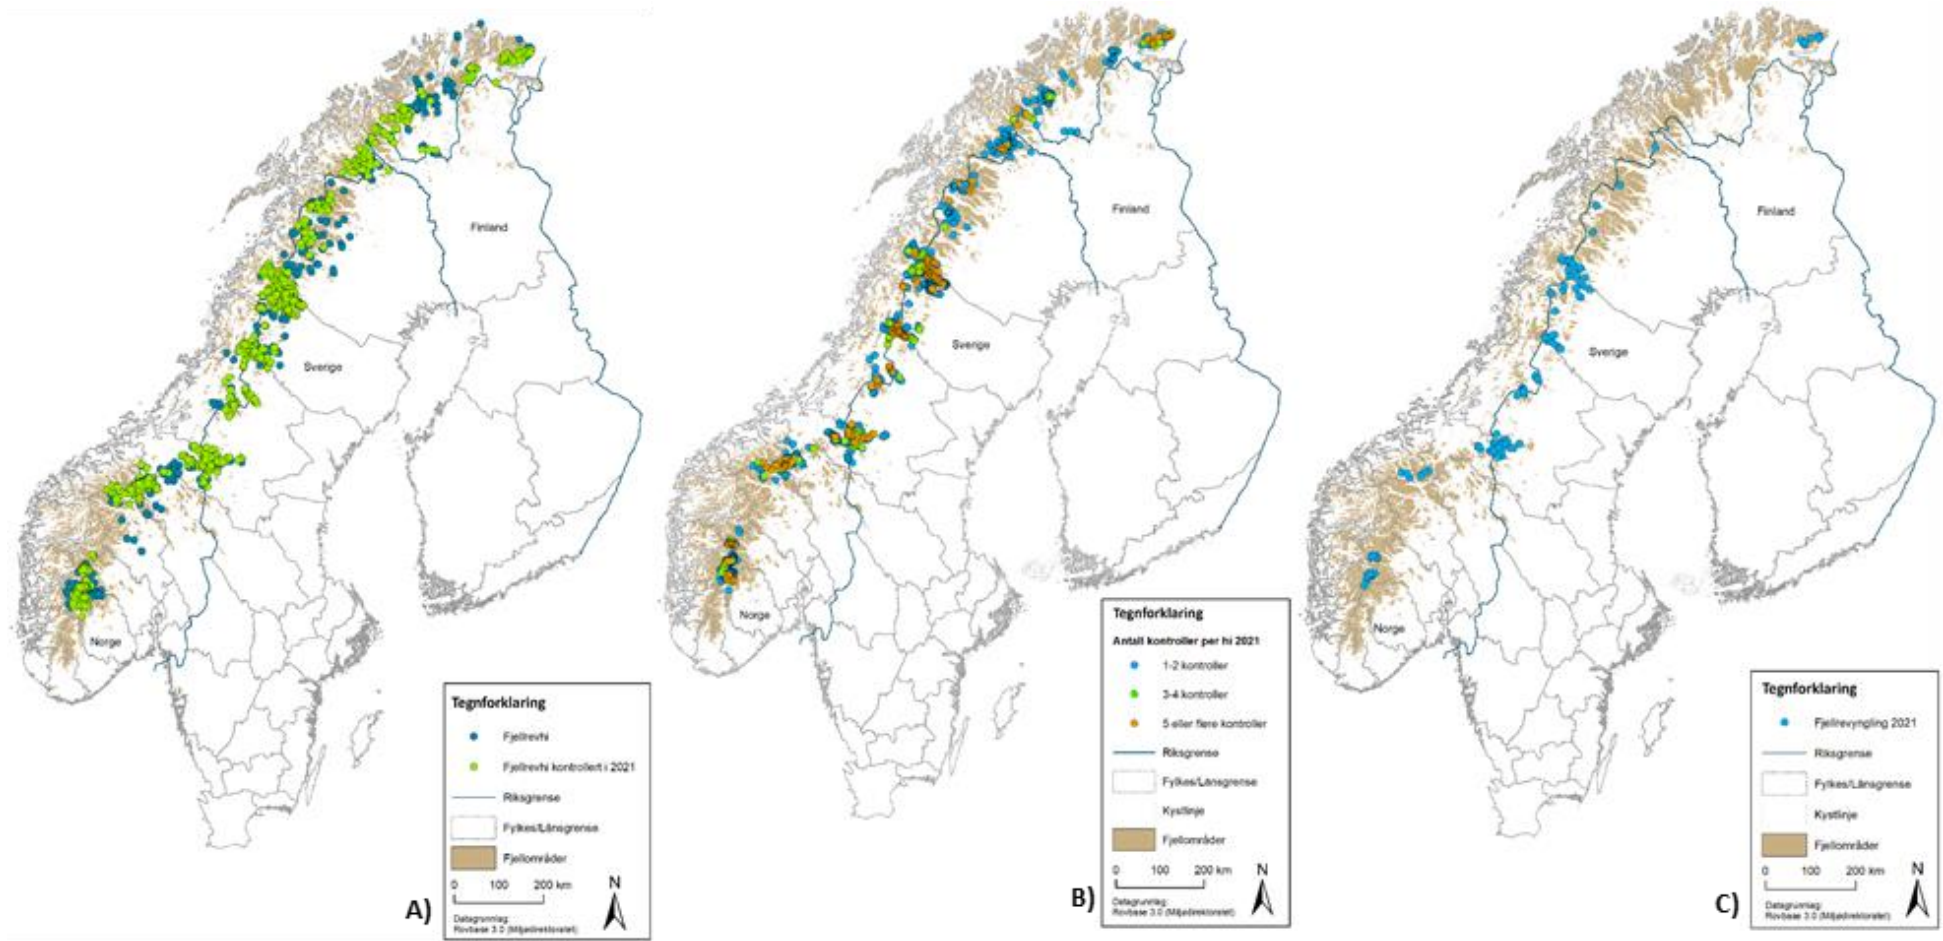 Finland
Sverige
Norge
Tegnforklaring
Fjellrevhi
Fjellrevhi kontrollert i 2021
Riksgrense
Fylkes/Länsgrense
Fjellområder
0 100 200 km
N
Datagrunnlag:
Rovbase 3.0 (Miljødirektoratet)
A)
Finland
Sverige
Norge
Tegnforklaring
Antall kontroller per hi 2021
1-2 kontroller
3-4 kontroller
5 eller flere kontroller
Riksgrense
Fylkes/Länsgrense
Kystlinje
Fjellområder
0 100 200 km
N
Datagrunnlag:
Rovbase 3.0 (Miljødirektoratet)
B)
Finland
Sverige
Norge
Tegnforklaring
Fjellrevyngling 2021
Riksgrense
Fylkes/Länsgrense
Kystlinje
Fjellområder
0 100 200 km
N
Datagrunnlag:
Rovbase 3.0 (Miljødirektoratet)
C)